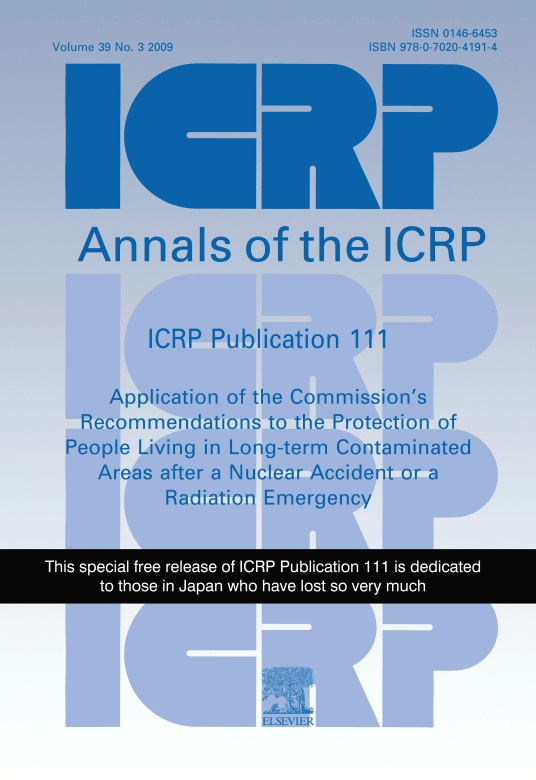 ISSN 0146-6453
Volume 39 No. 3 2009
ISBN 978-0-7020-4191-4
ICRP
Annals of the ICRP
ICRP
ICRP Publication 111
Application of the Commission's
Recommendations to the Protection of
People Living in Long-term Contaminated
Areas after a Nuclear Accident or a
Radiation Emergency
ICRP
This special free release of ICRP Publication 111 is dedicated
to those in Japan who have lost so very much
ICRP
ELSEVIER